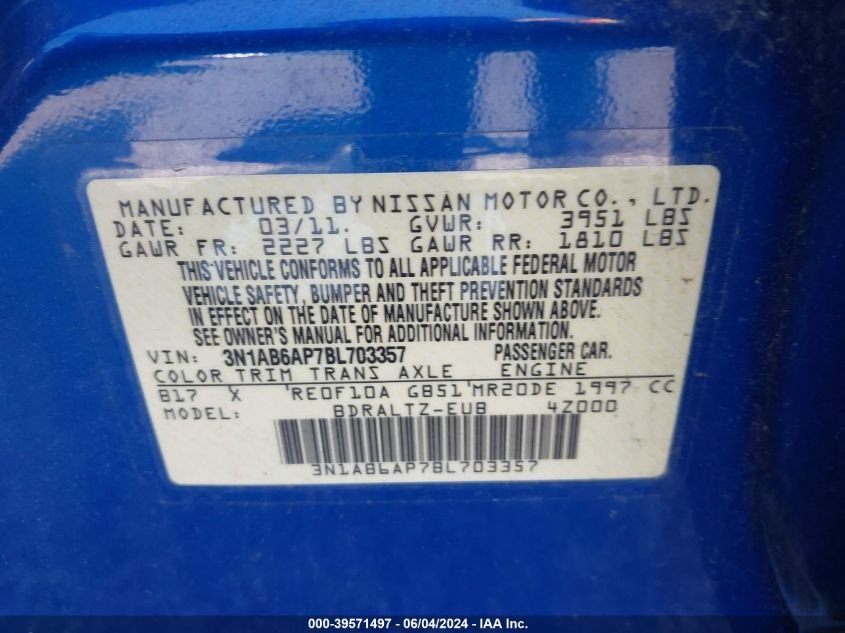 MANUFACTURED BY NISSAN MOTOR CO., LTD.
DATE: 03/11. GVWR: 3951 LBS
GAWR FR: 2227 LBS GAWR RR: 1810 LBS
THIS VEHICLE CONFORMS TO ALL APPLICABLE FEDERAL MOTOR
VEHICLE SAFETY, BUMPER AND THEFT PREVENTION STANDARDS
IN EFFECT ON THE DATE OF MANUFACTURE SHOWN ABOVE.
SEE OWNER'S MANUAL FOR ADDITIONAL INFORMATION.
VIN: 3N1AB6AP7BL703357 PASSENGER CAR.
COLOR TRIM TRANS AXLE ENGINE
B17 X RE0F10A GB51 MR20DE 1997 CC
MODEL: BDRALTZ-EUB 4Z000
3N1AB6AP7BL703357
000-39571497 - 06/04/2024 - IAA Inc.